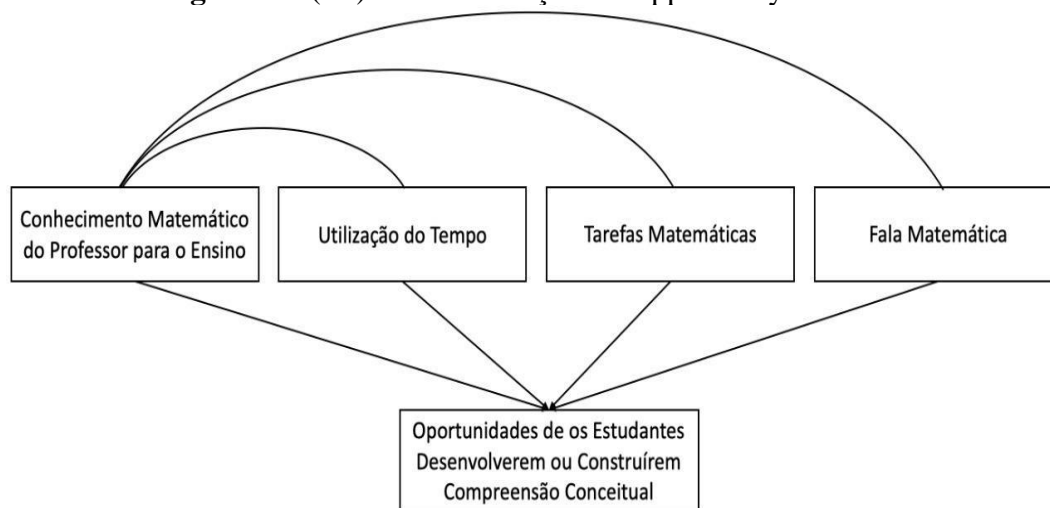 Conhecimento Matemático
do Professor para o Ensino
Utilização do Tempo
Tarefas Matemáticas
Fala Matemática
Oportunidades de os Estudantes
Desenvolverem ou Construírem
Compreensão Conceitual